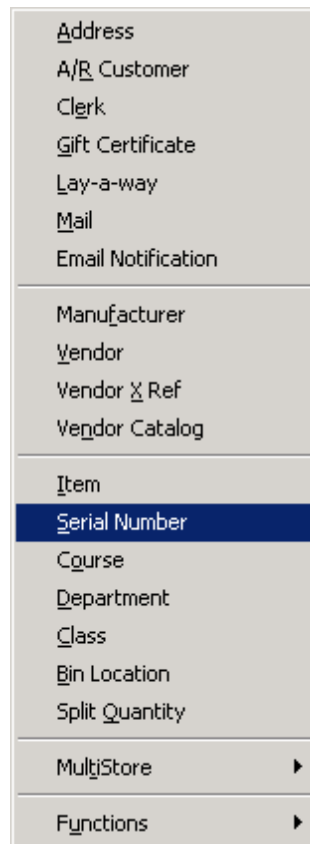 Address
A/R Customer
Clerk
Gift Certificate
Lay-a-way
Mail
Email Notification
Manufacturer
Vendor
Vendor X Ref
Vendor Catalog
Item
Serial Number
Course
Department
Class
Bin Location
Split Quantity
MultiStore
Functions